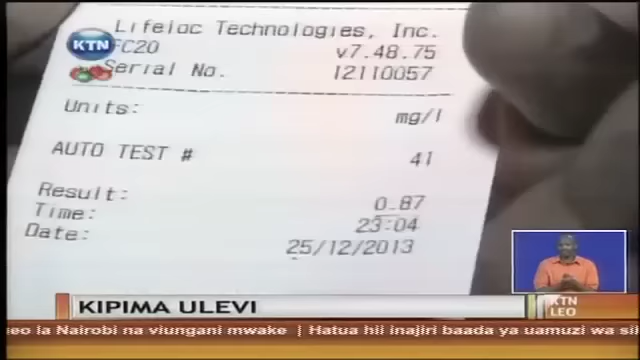 Lifeloc Technologies, Inc.
FC20 v7.48.75
Serial No. 12110057
Units: mg/l
AUTO TEST # 41
Result: 0.87
Time: 23:04
Date: 25/12/2013
KTN
KIPIMA ULEVI
KTN
LEO
eo la Nairobi na viungani mwake | Hatua hii inajiri baada ya uamuzi wa